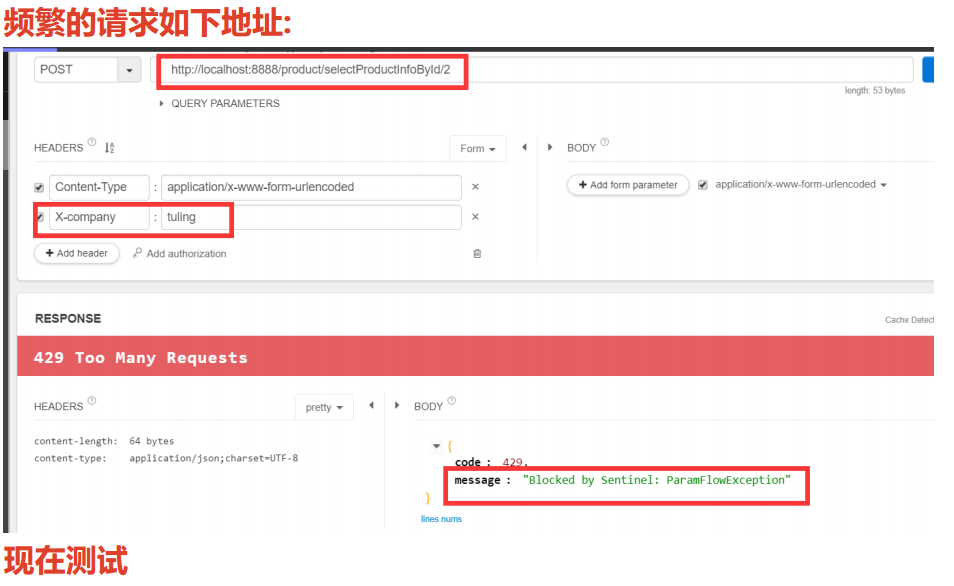 频繁的请求如下地址:
POST http://localhost:8888/product/selectProductInfoById/2
length: 53 bytes
QUERY PARAMETERS
HEADERS ? Form BODY ?
Content-Type : application/x-www-form-urlencoded ×
+ Add form parameter application/x-www-form-urlencoded
X-company : tuling ×
+ Add header Add authorization
RESPONSE
Cache Detect
429 Too Many Requests
HEADERS ? pretty BODY ?
content-length: 64 bytes
content-type: application/json;charset=UTF-8
{
code : 429,
message : "Blocked by Sentinel: ParamFlowException"
}
lines nums
现在测试